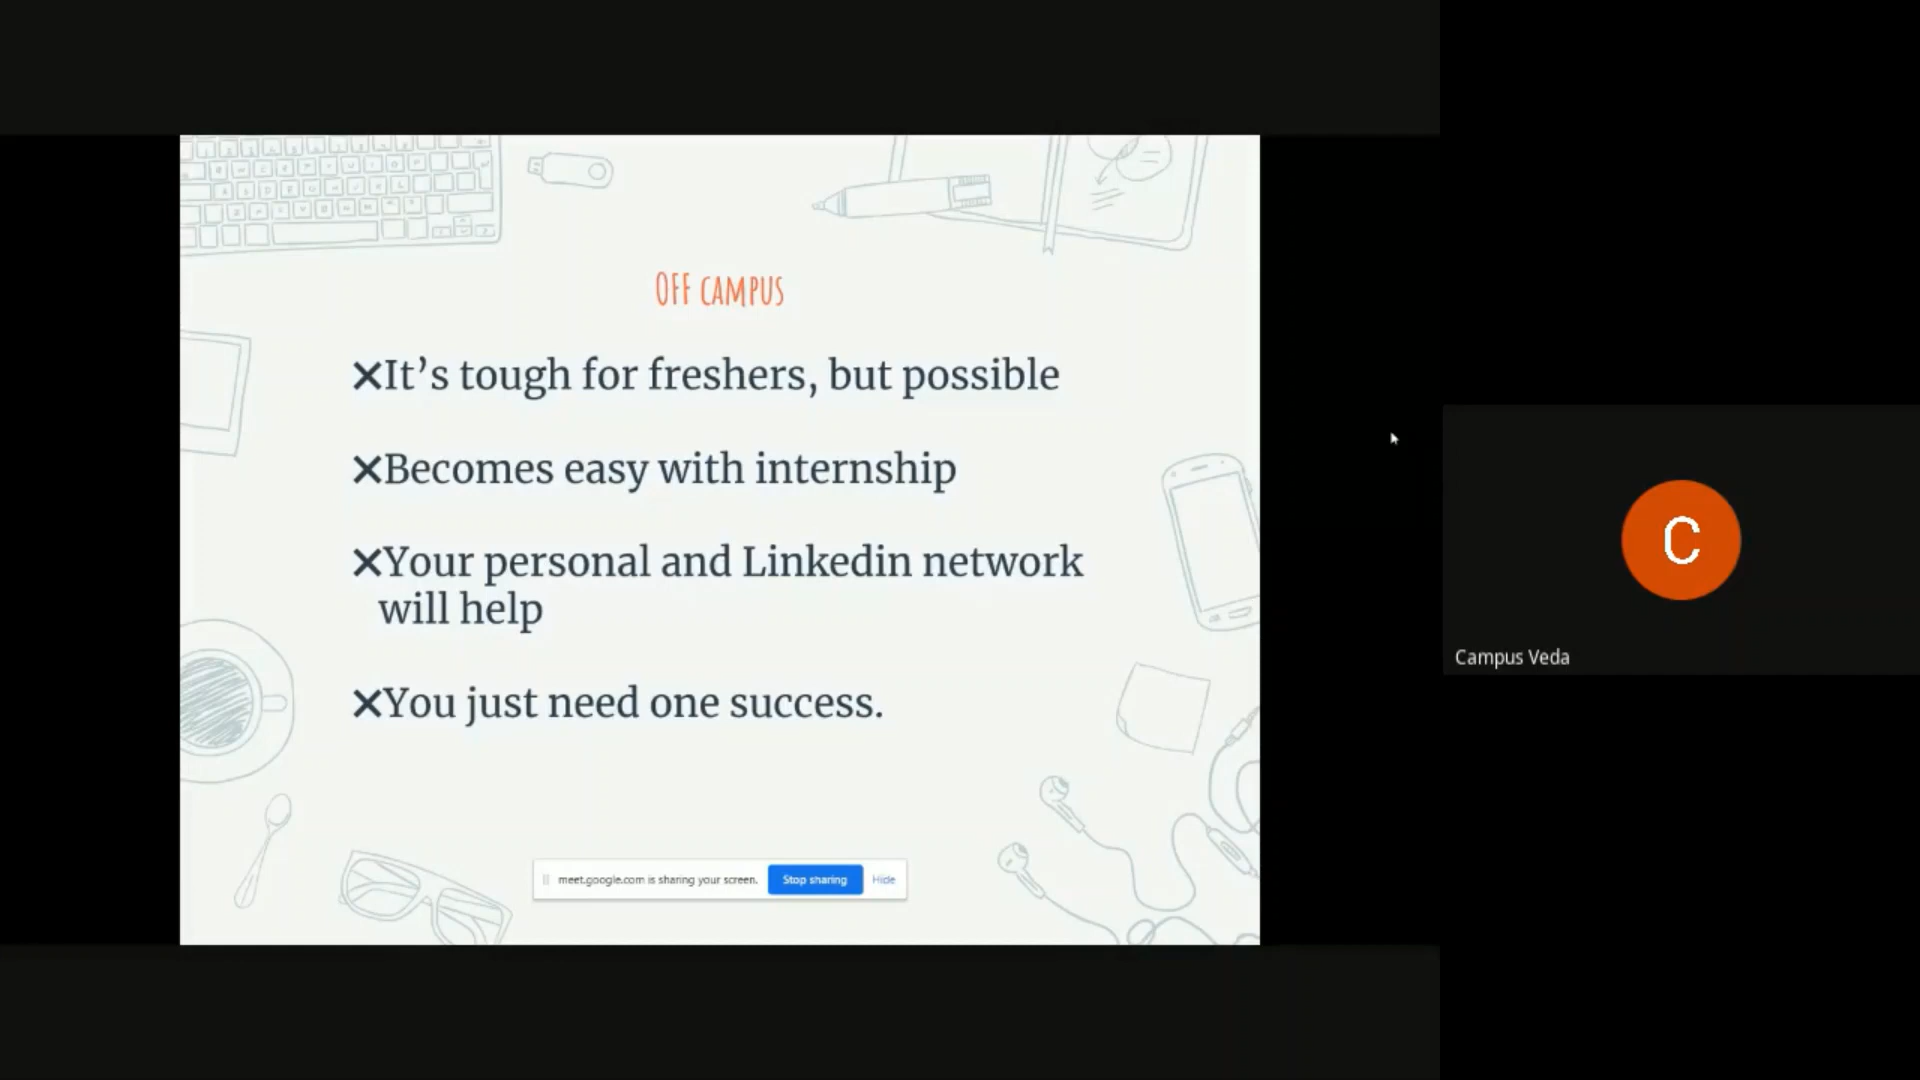 OFF CAMPUS
✕It’s tough for freshers, but possible
✕Becomes easy with internship
✕Your personal and Linkedin network
will help
✕You just need one success.
meet.google.com is sharing your screen. Stop sharing Hide
C
Campus Veda